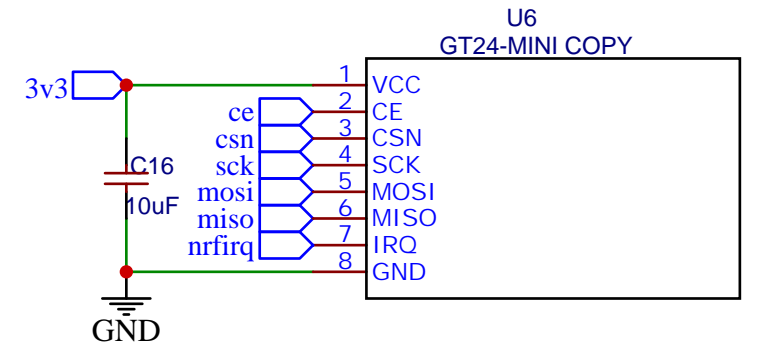 U6
GT24-MINI COPY
3v3
1 VCC
ce 2 CE
csn 3 CSN
C16
sck 4 SCK
mosi 5 MOSI
10uF
miso 6 MISO
nrfirq 7 IRQ
8 GND
GND